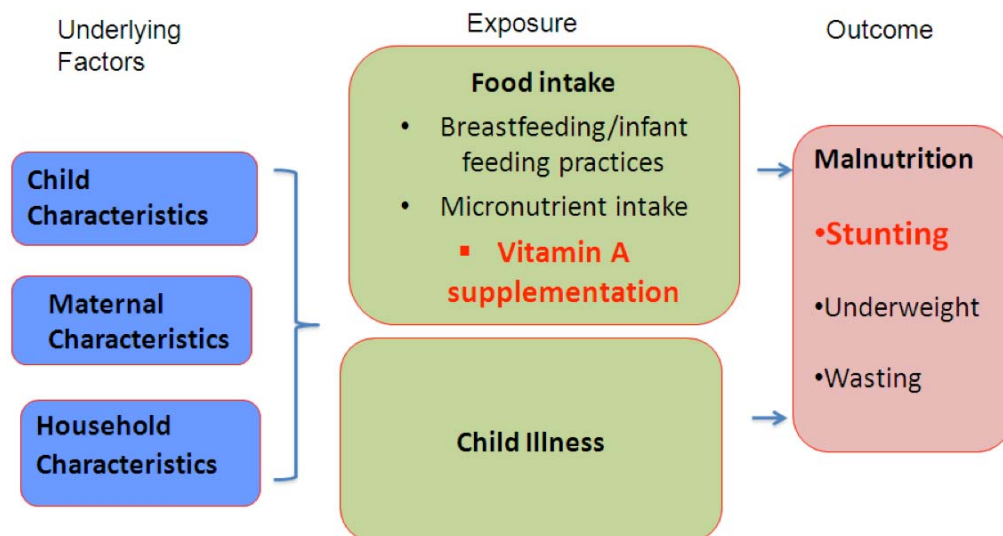 Underlying
Factors
Exposure
Outcome
Child
Characteristics
Maternal
Characteristics
Household
Characteristics
Food intake
• Breastfeeding/infant
feeding practices
• Micronutrient intake
▪ Vitamin A
supplementation
Child Illness
Malnutrition
•Stunting
•Underweight
•Wasting